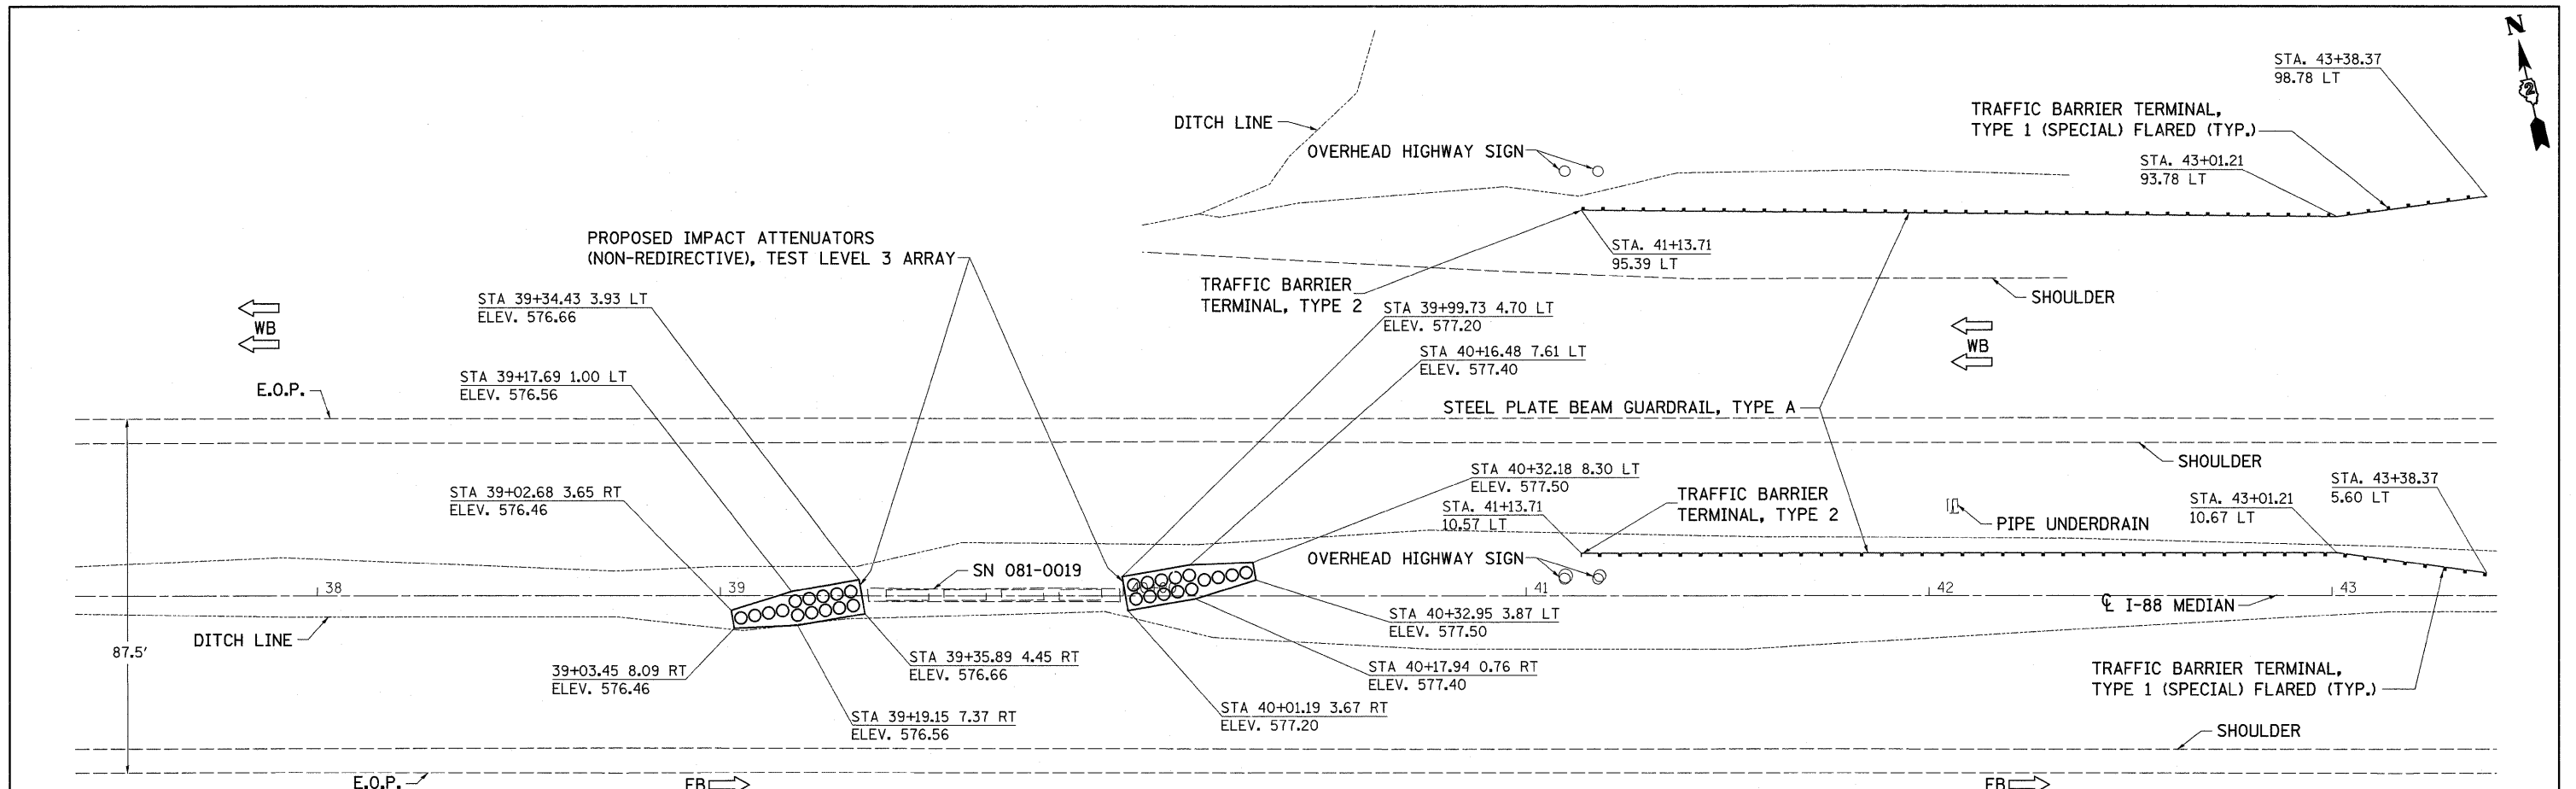 N
2
STA. 43+38.37
98.78 LT
TRAFFIC BARRIER TERMINAL,
TYPE 1 (SPECIAL) FLARED (TYP.)
DITCH LINE
OVERHEAD HIGHWAY SIGN
STA. 43+01.21
93.78 LT
PROPOSED IMPACT ATTENUATORS
(NON-REDIRECTIVE), TEST LEVEL 3 ARRAY
STA. 41+13.71
95.39 LT
TRAFFIC BARRIER
TERMINAL, TYPE 2
SHOULDER
STA 39+34.43 3.93 LT
ELEV. 576.66
STA 39+99.73 4.70 LT
ELEV. 577.20
WB
WB
STA 40+16.48 7.61 LT
ELEV. 577.40
STA 39+17.69 1.00 LT
ELEV. 576.56
E.O.P.
STEEL PLATE BEAM GUARDRAIL, TYPE A
SHOULDER
STA 40+32.18 8.30 LT
ELEV. 577.50
STA. 43+38.37
5.60 LT
STA 39+02.68 3.65 RT
ELEV. 576.46
STA. 41+13.71
10.57 LT
TRAFFIC BARRIER
TERMINAL, TYPE 2
STA. 43+01.21
10.67 LT
PIPE UNDERDRAIN
OVERHEAD HIGHWAY SIGN
SN 081-0019
38
39
41
42
43
℄ I-88 MEDIAN
STA 40+32.95 3.87 LT
ELEV. 577.50
DITCH LINE
87.5'
39+03.45 8.09 RT
ELEV. 576.46
STA 39+35.89 4.45 RT
ELEV. 576.66
STA 40+17.94 0.76 RT
ELEV. 577.40
TRAFFIC BARRIER TERMINAL,
TYPE 1 (SPECIAL) FLARED (TYP.)
STA 39+19.15 7.37 RT
ELEV. 576.56
STA 40+01.19 3.67 RT
ELEV. 577.20
SHOULDER
E.O.P.
EB
EB